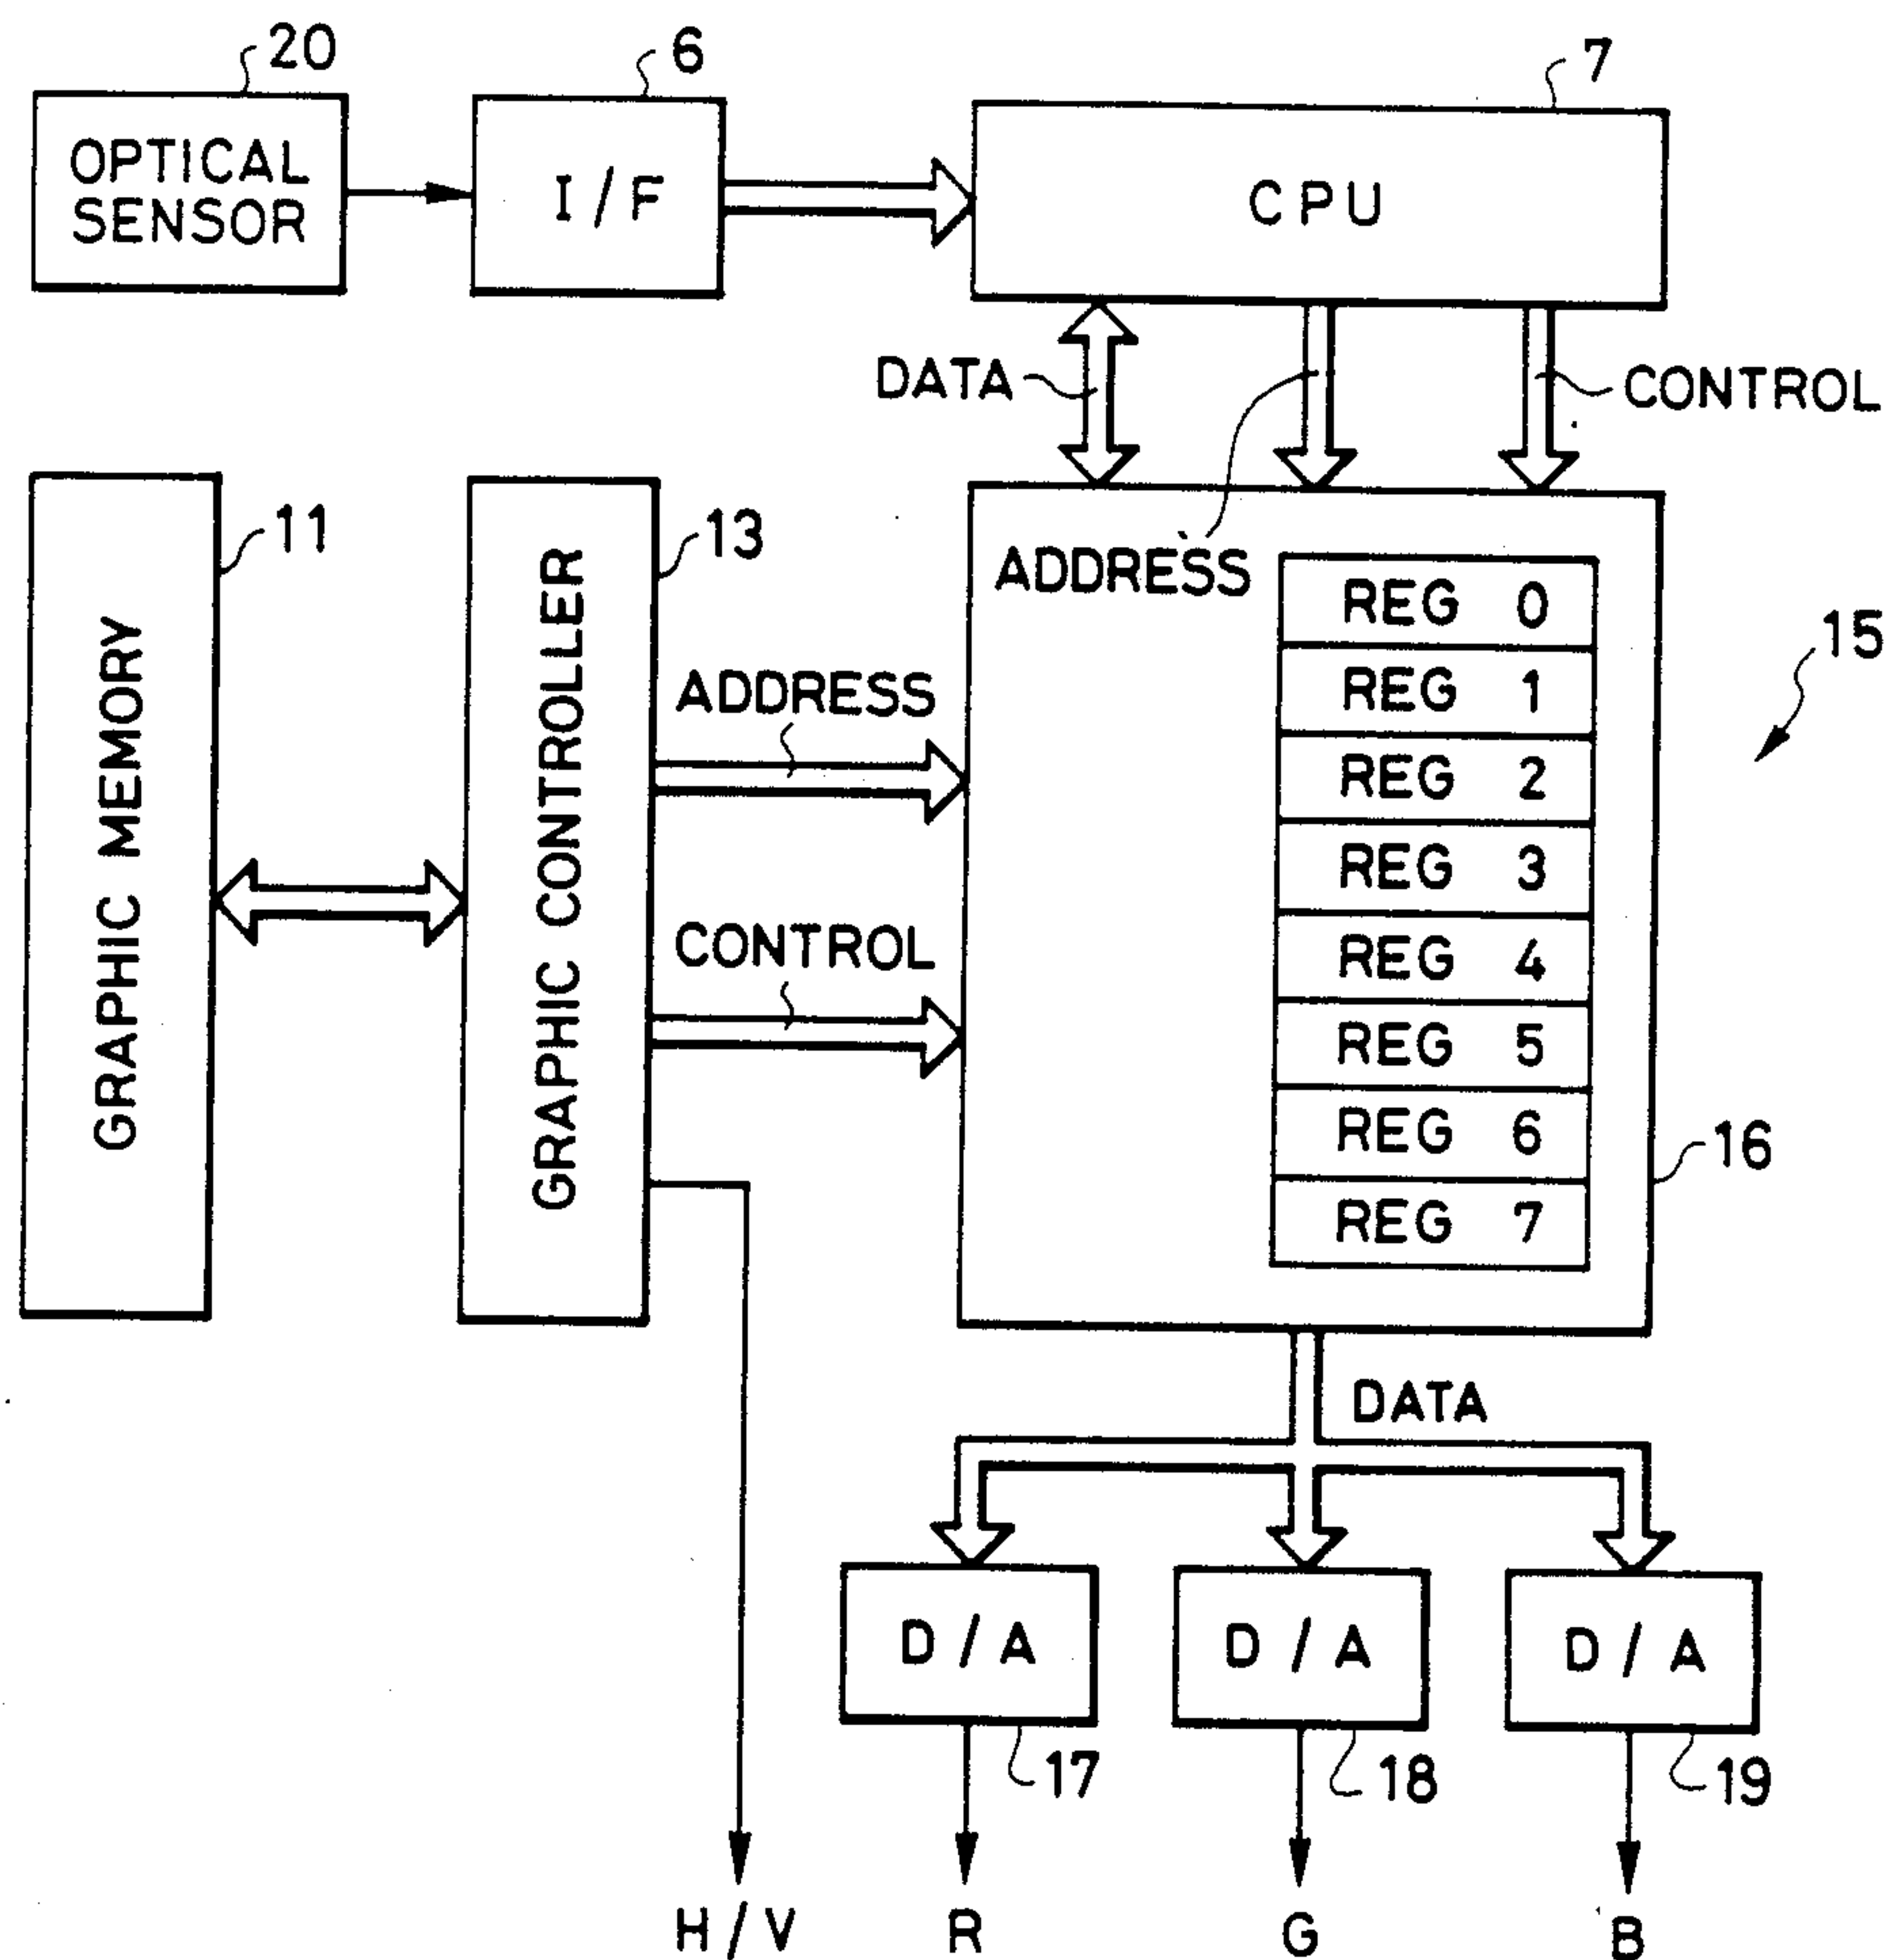 20
6
7
OPTICAL
SENSOR
I/F
CPU
DATA
CONTROL
11
13
ADDRESS
REG 0
15
REG 1
ADDRESS
REG 2
REG 3
GRAPHIC MEMORY
GRAPHIC CONTROLLER
CONTROL
REG 4
REG 5
REG 6
16
REG 7
DATA
D/A
D/A
D/A
17
18
19
H/V
R
G
B